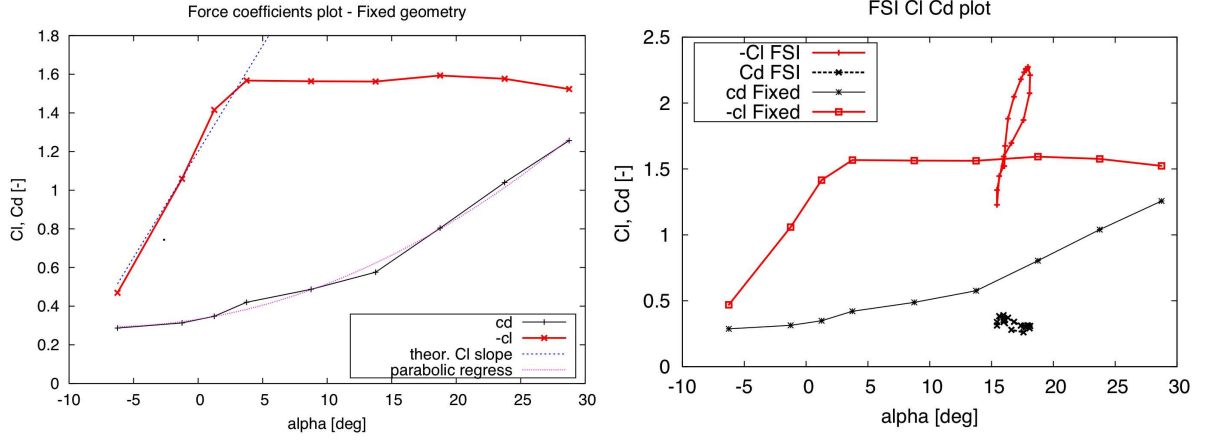 Force coefficients plot - Fixed geometry
1.8
1.6
1.4
1.2
1
0.8
0.6
0.4
0.2
0
Cl, Cd [-]
-10
-5
0
5
10
15
20
25
30
alpha [deg]
cd
-cl
theor. Cl slope
parabolic regress
FSI Cl Cd plot
2.5
2
1.5
1
0.5
0
Cl, Cd [-]
-10
-5
0
5
10
15
20
25
30
alpha [deg]
-Cl FSI
Cd FSI
cd Fixed
-cl Fixed